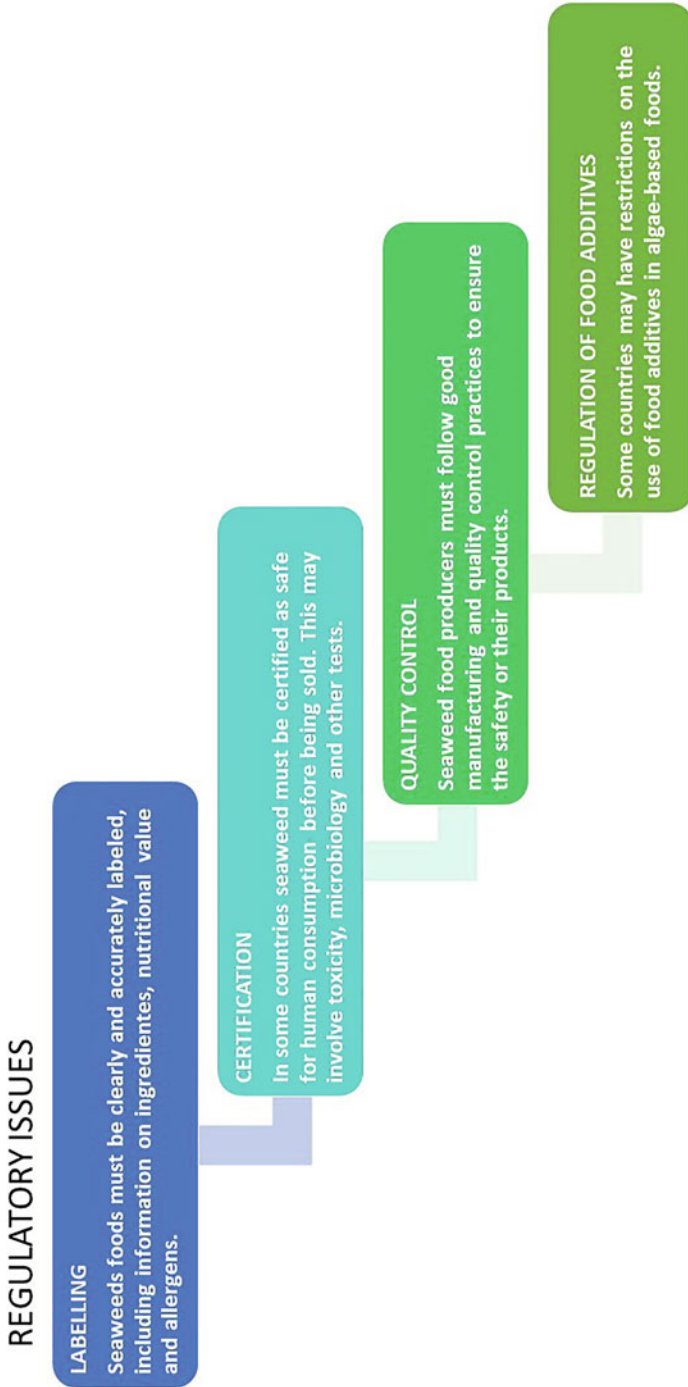 REGULATORY ISSUES
LABELLING
Seaweeds foods must be clearly and accurately labeled,
including information on ingredientes, nutritional value
and allergens.
CERTIFICATION
In some countries seaweed must be certified as safe
for human consumption before being sold. This may
involve toxicity, microbiology and other tests.
QUALITY CONTROL
Seaweed food producers must follow good
manufacturing and quality control practices to ensure
the safety or their products.
REGULATION OF FOOD ADDITIVES
Some countries may have restrictions on the
use of food additives in algae-based foods.